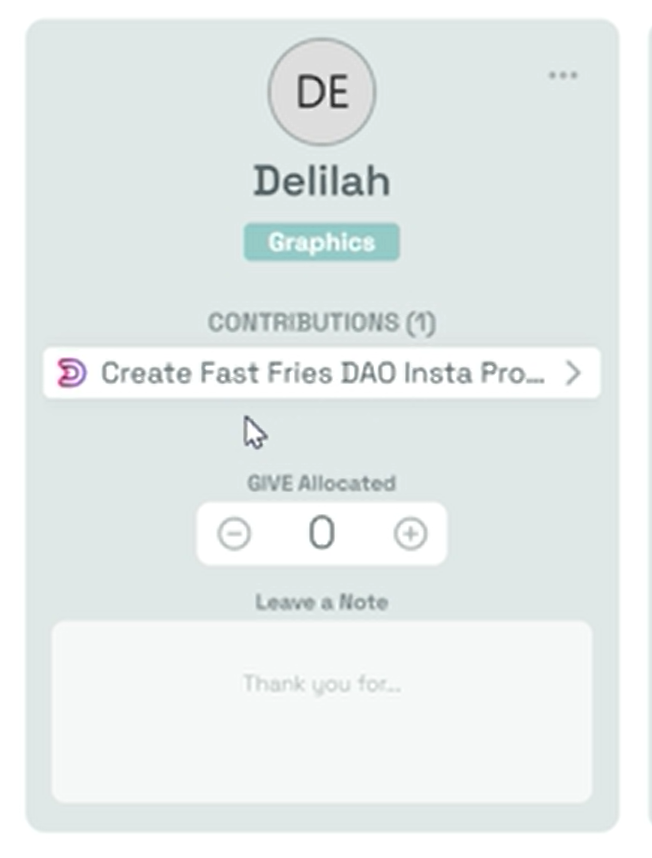 DE
Delilah
Graphics
CONTRIBUTIONS (1)
Create Fast Fries DAO Insta Pro...
GIVE Allocated
0
Leave a Note
Thank you for...